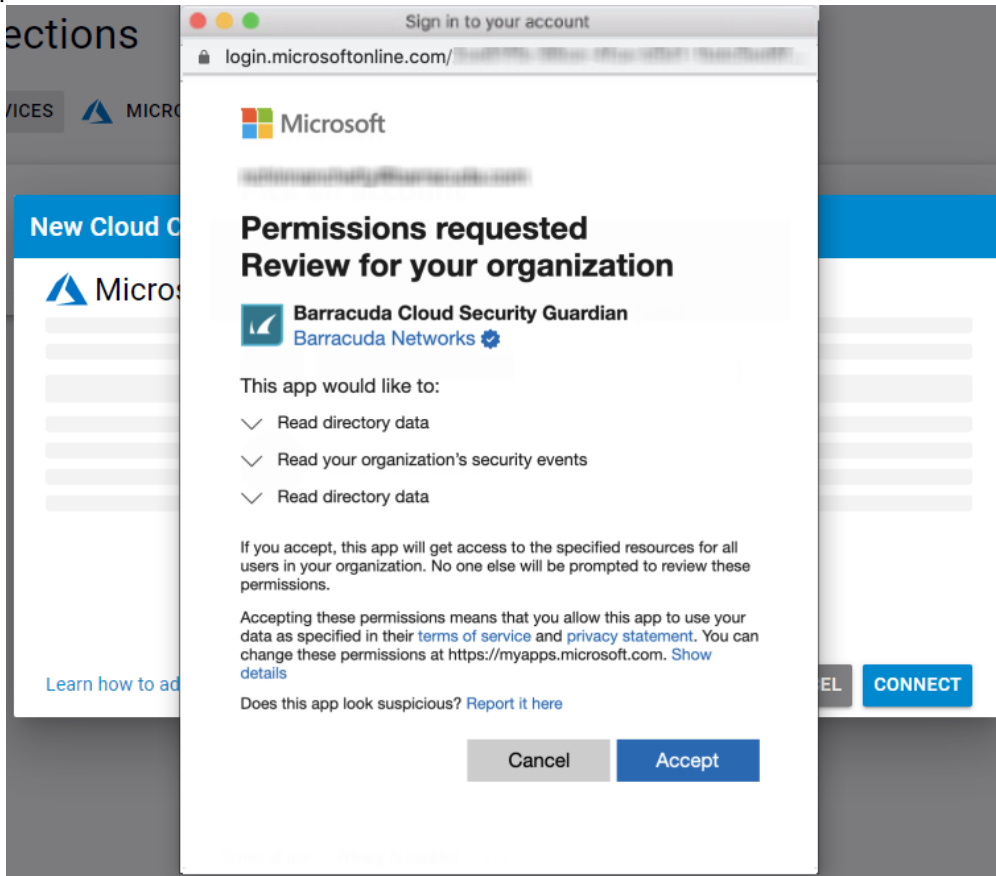 Sign in to your account
ections
login.microsoftonline.com/
VICES MICRO
Microsoft
New Cloud C
Permissions requested
Review for your organization
Micros
Barracuda Cloud Security Guardian
Barracuda Networks
This app would like to:
Read directory data
Read your organization's security events
Read directory data
If you accept, this app will get access to the specified resources for all
users in your organization. No one else will be prompted to review these
permissions.
Accepting these permissions means that you allow this app to use your
data as specified in their terms of service and privacy statement. You can
change these permissions at https://myapps.microsoft.com. Show
details
Learn how to ad
EL CONNECT
Does this app look suspicious? Report it here
Cancel Accept